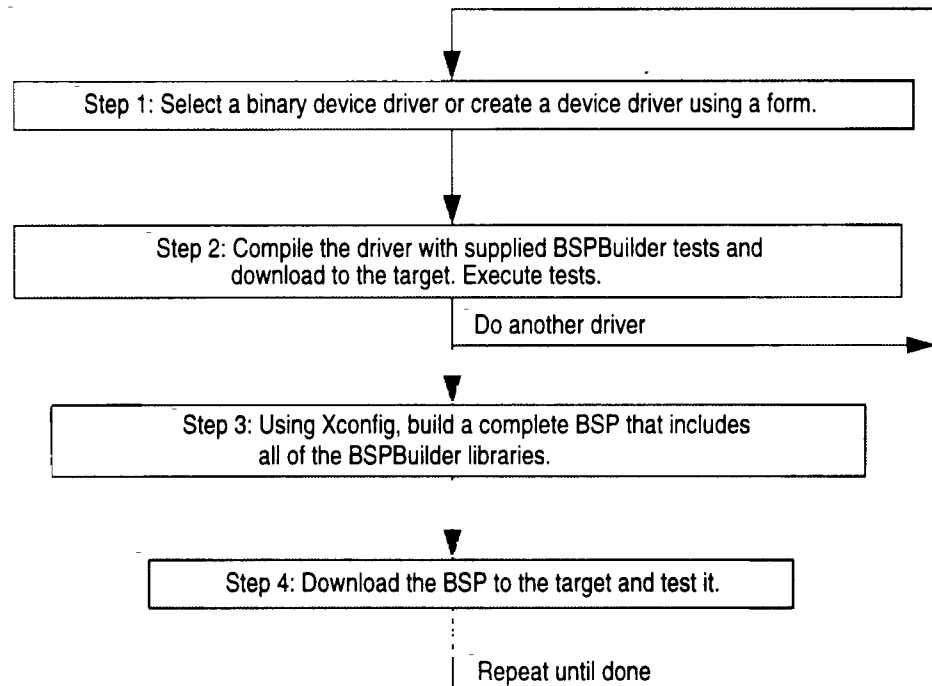 Step 1: Select a binary device driver or create a device driver using a form.
Step 2: Compile the driver with supplied BSPBuilder tests and
download to the target. Execute tests.
Do another driver
Step 3: Using Xconfig, build a complete BSP that includes
all of the BSPBuilder libraries.
Step 4: Download the BSP to the target and test it.
Repeat until done